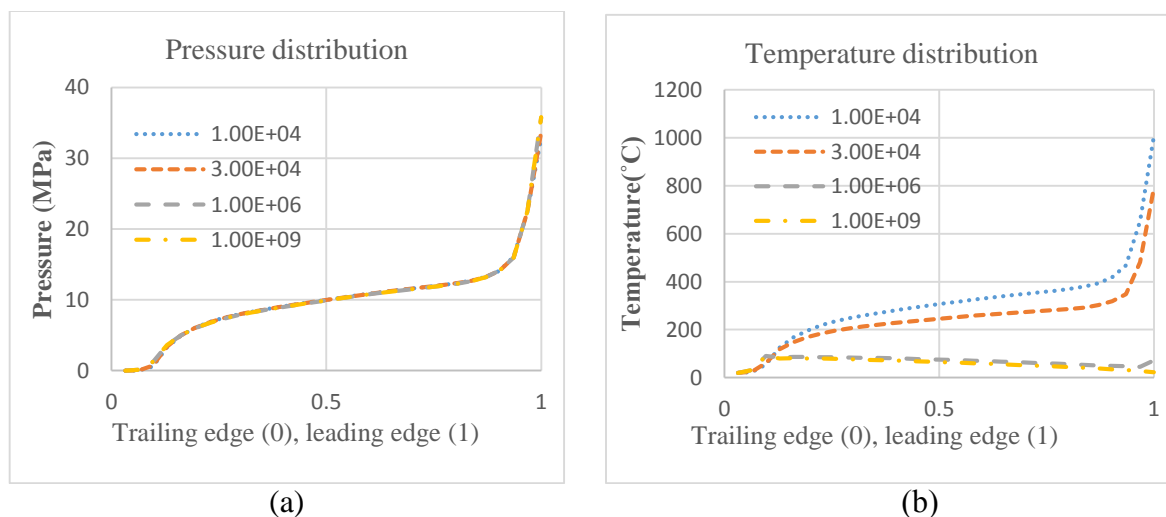 Pressure distribution
40
30
20
10
0
Pressure (MPa)
1.00E+04
3.00E+04
1.00E+06
1.00E+09
0
0.5
1
Trailing edge (0), leading edge (1)
(a)
Temperature distribution
1200
1000
800
600
400
200
0
Temperature(˚C)
1.00E+04
3.00E+04
1.00E+06
1.00E+09
0
0.5
1
Trailing edge (0), leading edge (1)
(b)